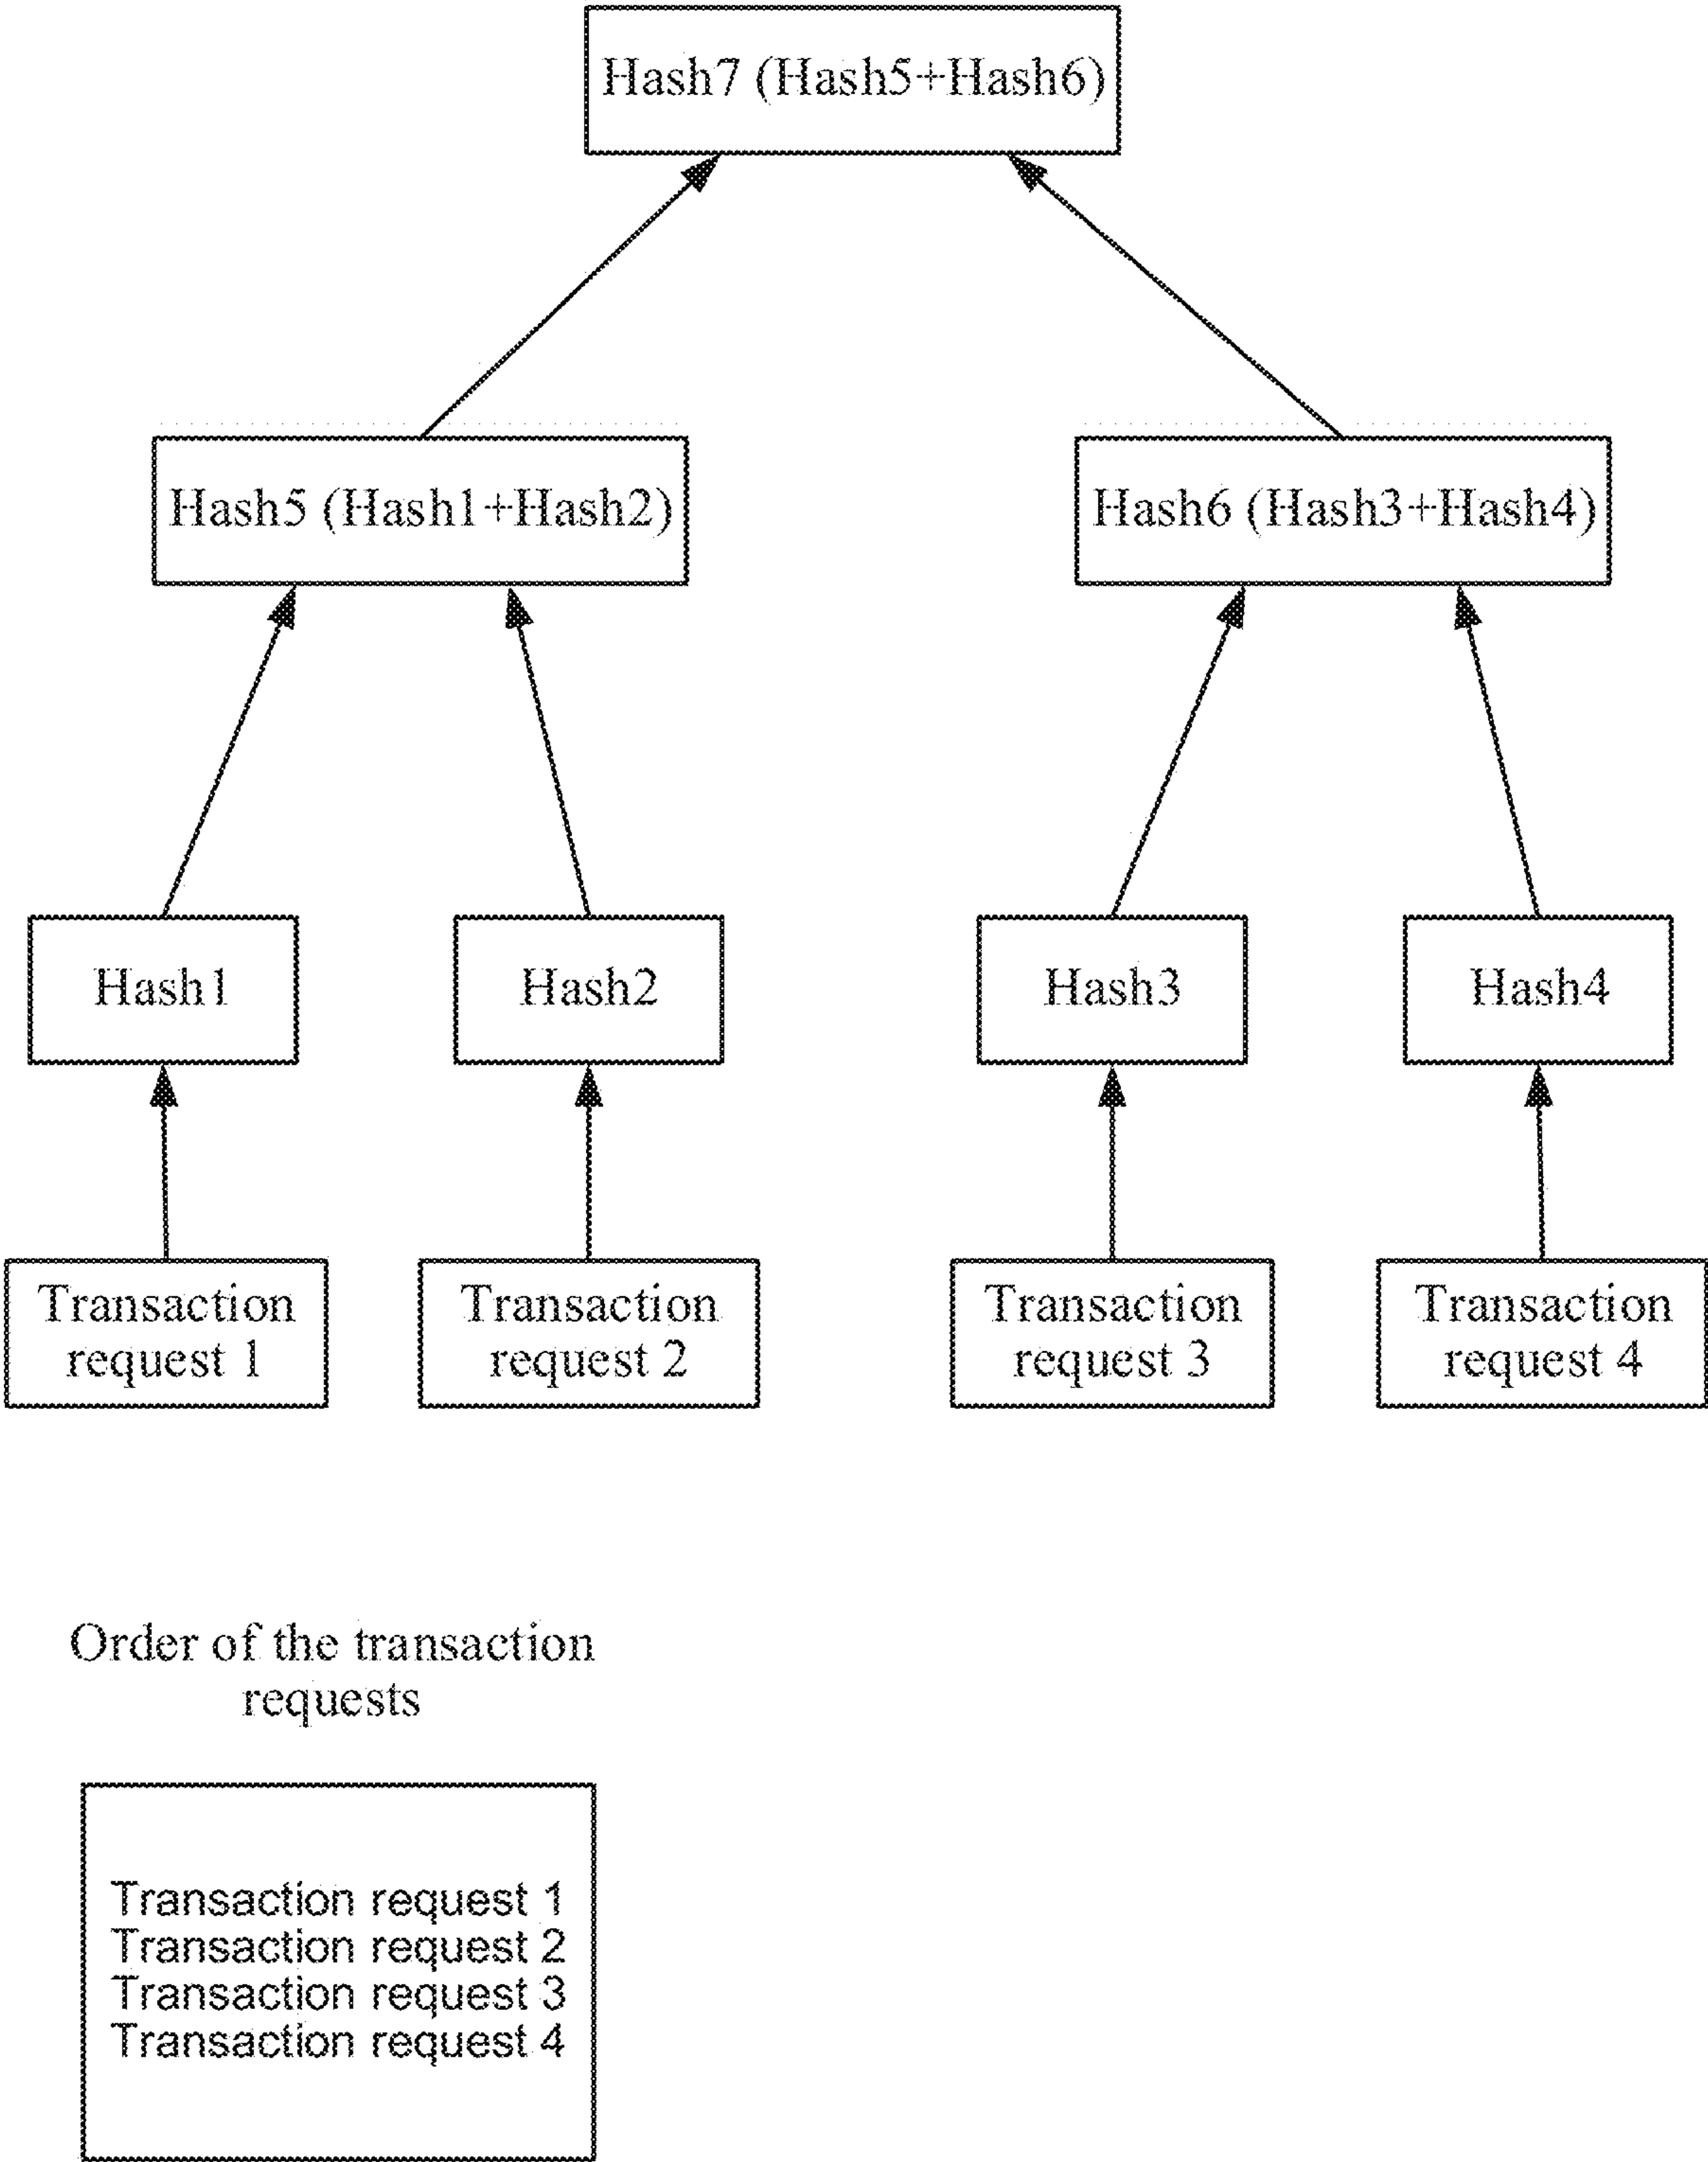 Hash7 (Hash5+Hash6)
Hash5 (Hash1+Hash2)
Hash6 (Hash3+Hash4)
Hash1
Hash2
Hash3
Hash4
Transaction
request 1
Transaction
request 2
Transaction
request 3
Transaction
request 4
Order of the transaction
requests
Transaction request 1
Transaction request 2
Transaction request 3
Transaction request 4